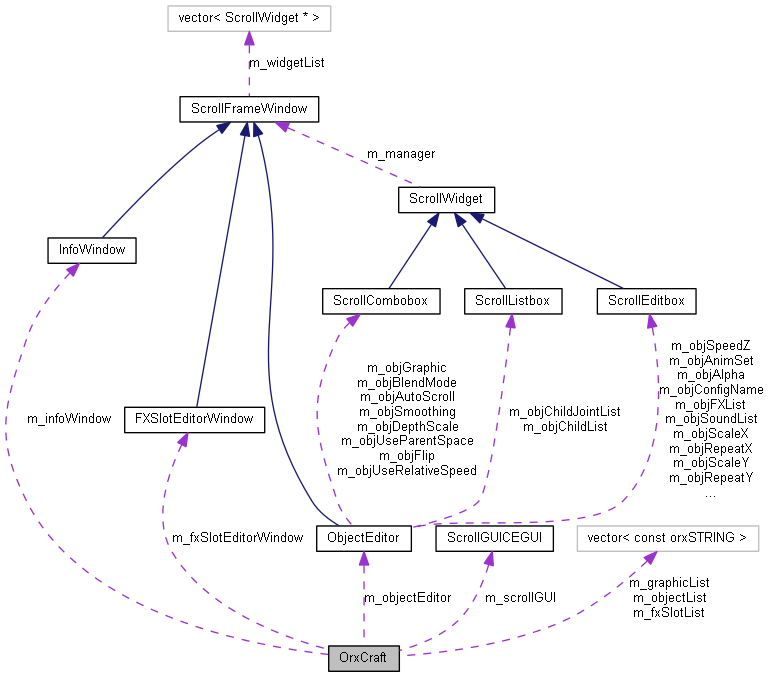 vector< ScrollWidget * >
m_widgetList
ScrollFrameWindow
m_manager
ScrollWidget
InfoWindow
ScrollCombobox
ScrollListbox
ScrollEditbox
m_objGraphic
m_objBlendMode
m_objAutoScroll
m_objSmoothing
m_objDepthScale
m_objUseParentSpace
m_objFlip
m_objUseRelativeSpeed
m_objChildJointList
m_objChildList
m_objSpeedZ
m_objAnimSet
m_objAlpha
m_objConfigName
m_objFXList
m_objSoundList
m_objScaleX
m_objRepeatX
m_objScaleY
m_objRepeatY
...
m_infoWindow
FXSlotEditorWindow
m_fxSlotEditorWindow
ObjectEditor
ScrollGUICEGUI
vector< const orxSTRING >
m_objectEditor
m_scrollGUI
m_graphicList
m_objectList
m_fxSlotList
OrxCraft